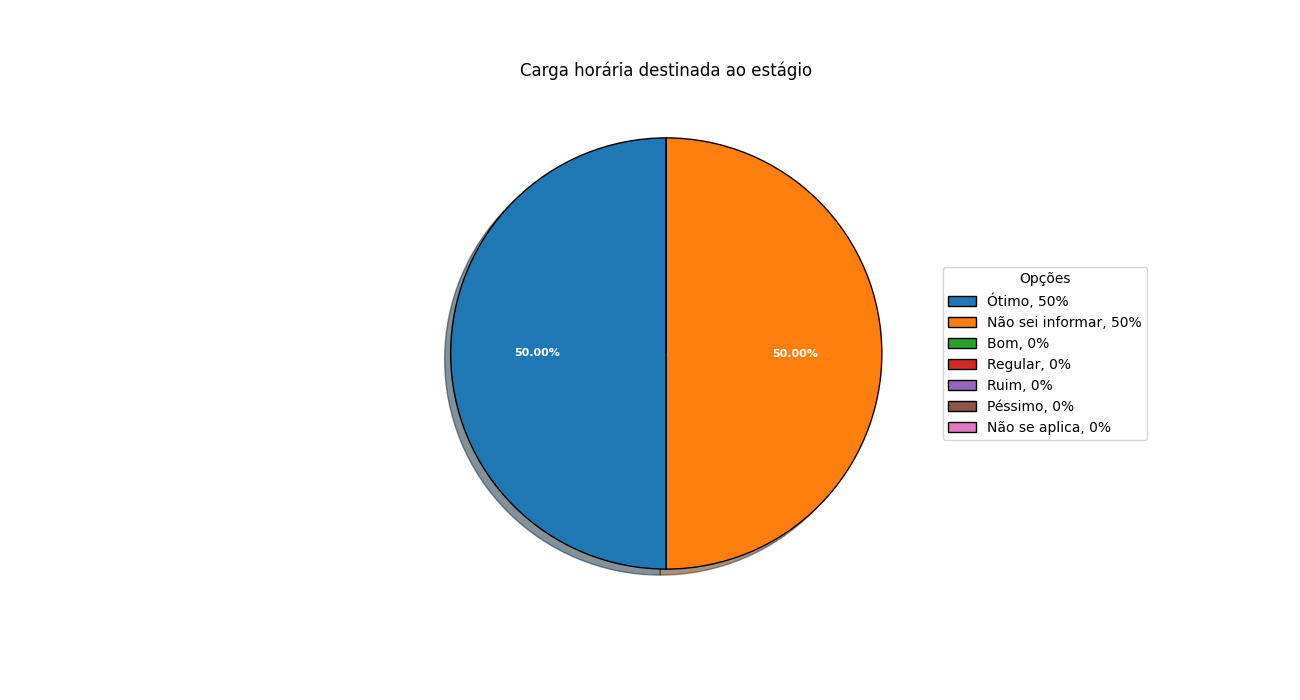 Carga horária destinada ao estágio
50.00%
50.00%
Opções
Ótimo, 50%
Não sei informar, 50%
Bom, 0%
Regular, 0%
Ruim, 0%
Péssimo, 0%
Não se aplica, 0%